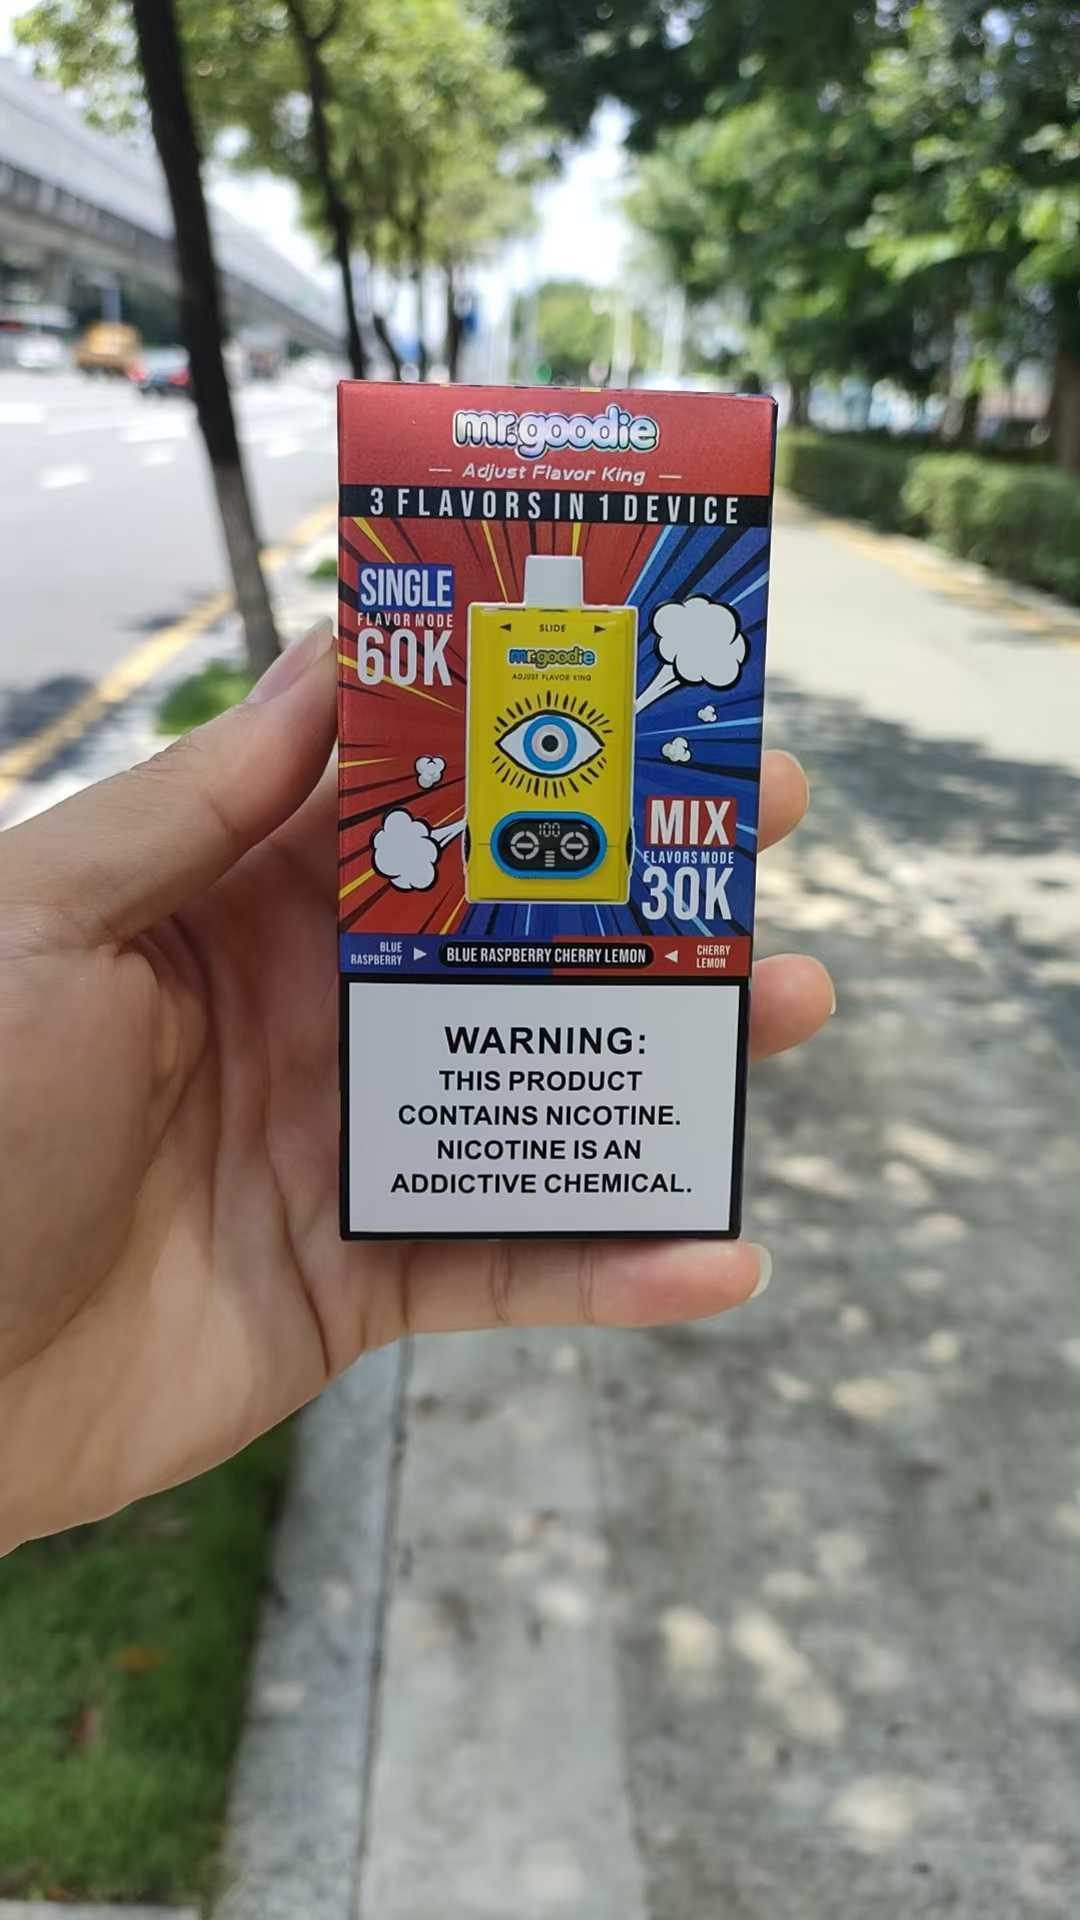 mr.goodie
Adjust Flavor King
3 FLAVORS IN 1 DEVICE
SINGLE
FLAVOR MODE
60K
SLIDE
mr.goodie
ADJUST FLAVOR KING
100
MIX
FLAVORS MODE
30K
BLUE
RASPBERRY
BLUE RASPBERRY CHERRY LEMON
CHERRY
LEMON
WARNING:
THIS PRODUCT
CONTAINS NICOTINE.
NICOTINE IS AN
ADDICTIVE CHEMICAL.